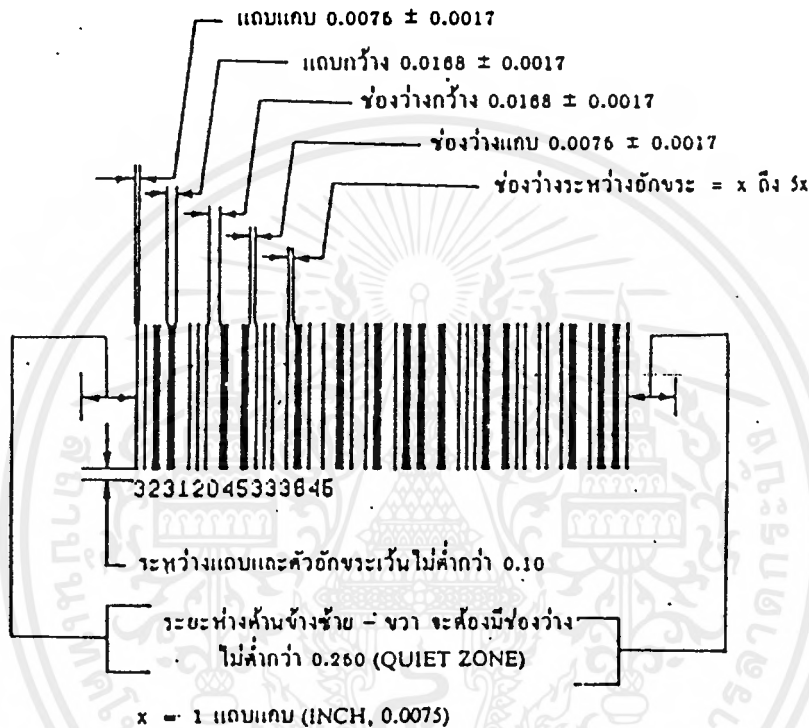 แถบแคบ 0.0076 ± 0.0017
แถบกว้าง 0.0168 ± 0.0017
ช่องว่างกว้าง 0.0168 ± 0.0017
ช่องว่างแคบ 0.0076 ± 0.0017
ช่องว่างระหว่างอักขระ = x ถึง 5x
32312045333646
ระหว่างแถบและตัวอักขระเว้นไม่ต่ำกว่า 0.10
ระยะห่างด้านข้างซ้าย - ขวา จะต้องมีช่องว่าง
ไม่ต่ำกว่า 0.250 (QUIET ZONE)
x = 1 แถบแคบ (INCH, 0.0075)